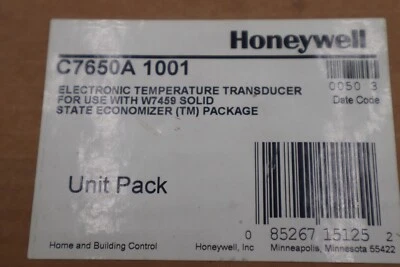 Honeywell
C7650A 1001
ELECTRONIC TEMPERATURE TRANSDUCER
FOR USE WITH W7459 SOLID
STATE ECONOMIZER (TM) PACKAGE
0050 3
Date Code
Unit Pack
0 85267 15125 2
Home and Building Control
Honeywell, Inc
Minneapolis, Minnesota 55422